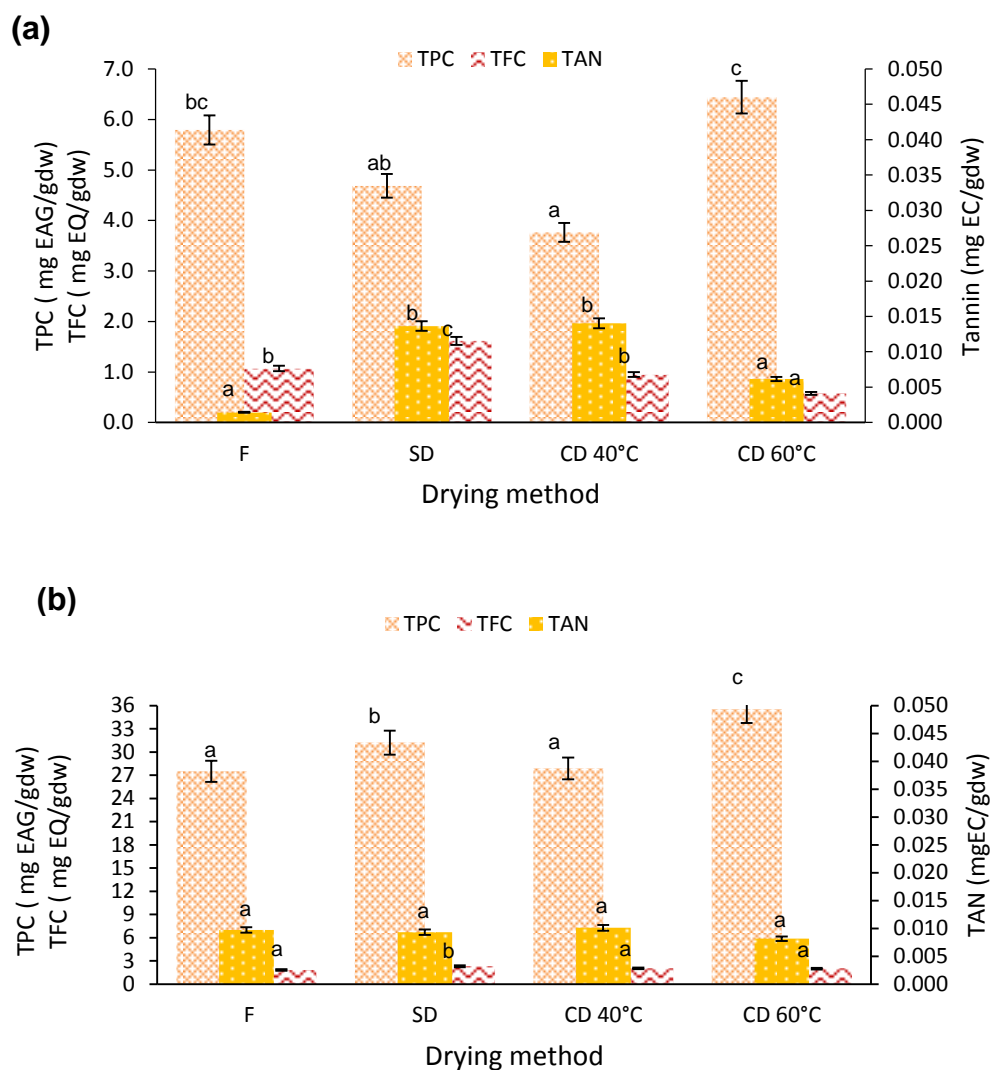 (a)
TPC TFC TAN
7.0
6.0
5.0
4.0
3.0
2.0
1.0
0.0
TPC ( mg EAG/gdw)
TFC ( mg EQ/gdw)
0.050
0.045
0.040
0.035
0.030
0.025
0.020
0.015
0.010
0.005
0.000
Tannin (mg EC/gdw)
bc
a
b
ab
b
c
a
b
b
c
a
a
F SD CD 40°C CD 60°C
Drying method
(b)
TPC TFC TAN
36
33
30
27
24
21
18
15
12
9
6
3
0
TPC ( mg EAG/gdw)
TFC ( mg EQ/gdw)
0.050
0.045
0.040
0.035
0.030
0.025
0.020
0.015
0.010
0.005
0.000
TAN (mgEC/gdw)
a
a
a
b
a
b
a
a
a
c
a
a
F SD CD 40°C CD 60°C
Drying method